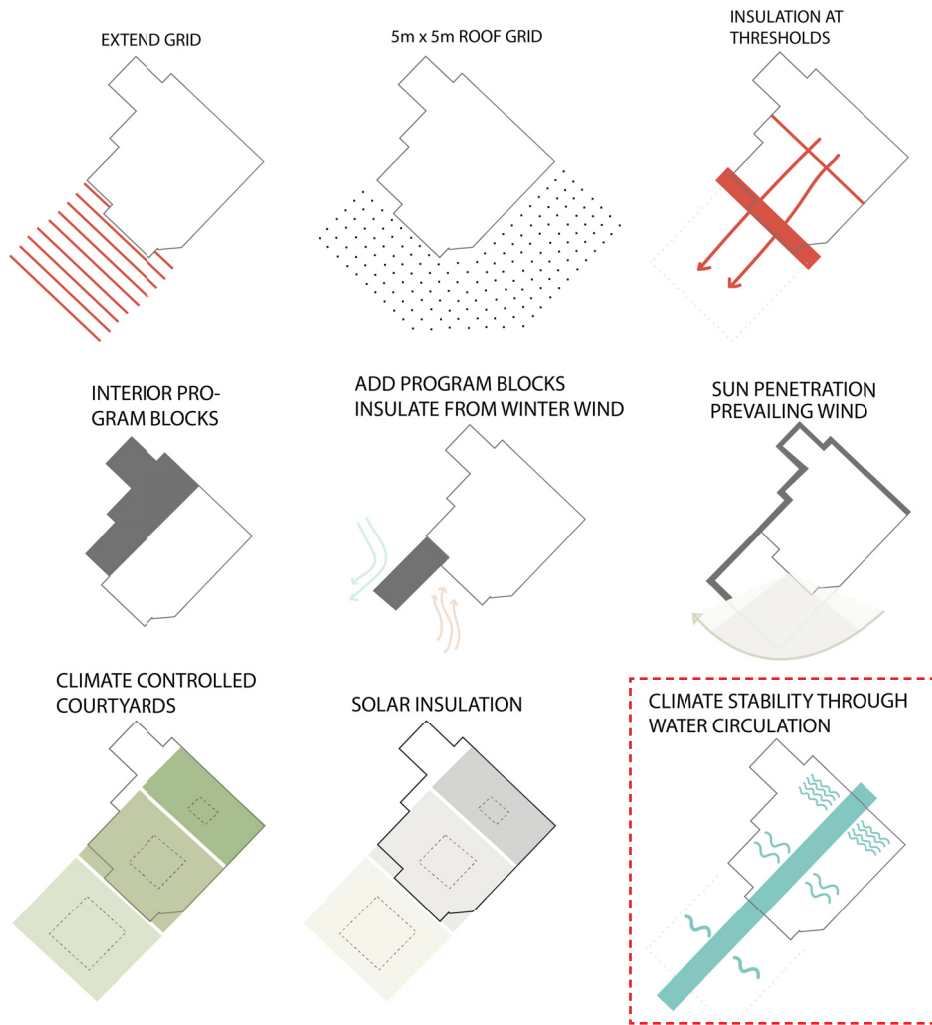 EXTEND GRID
5m x 5m ROOF GRID
INSULATION AT
THRESHOLDS
INTERIOR PRO-
GRAM BLOCKS
ADD PROGRAM BLOCKS
INSULATE FROM WINTER WIND
SUN PENETRATION
PREVAILING WIND
CLIMATE CONTROLLED
COURTYARDS
SOLAR INSULATION
CLIMATE STABILITY THROUGH
WATER CIRCULATION